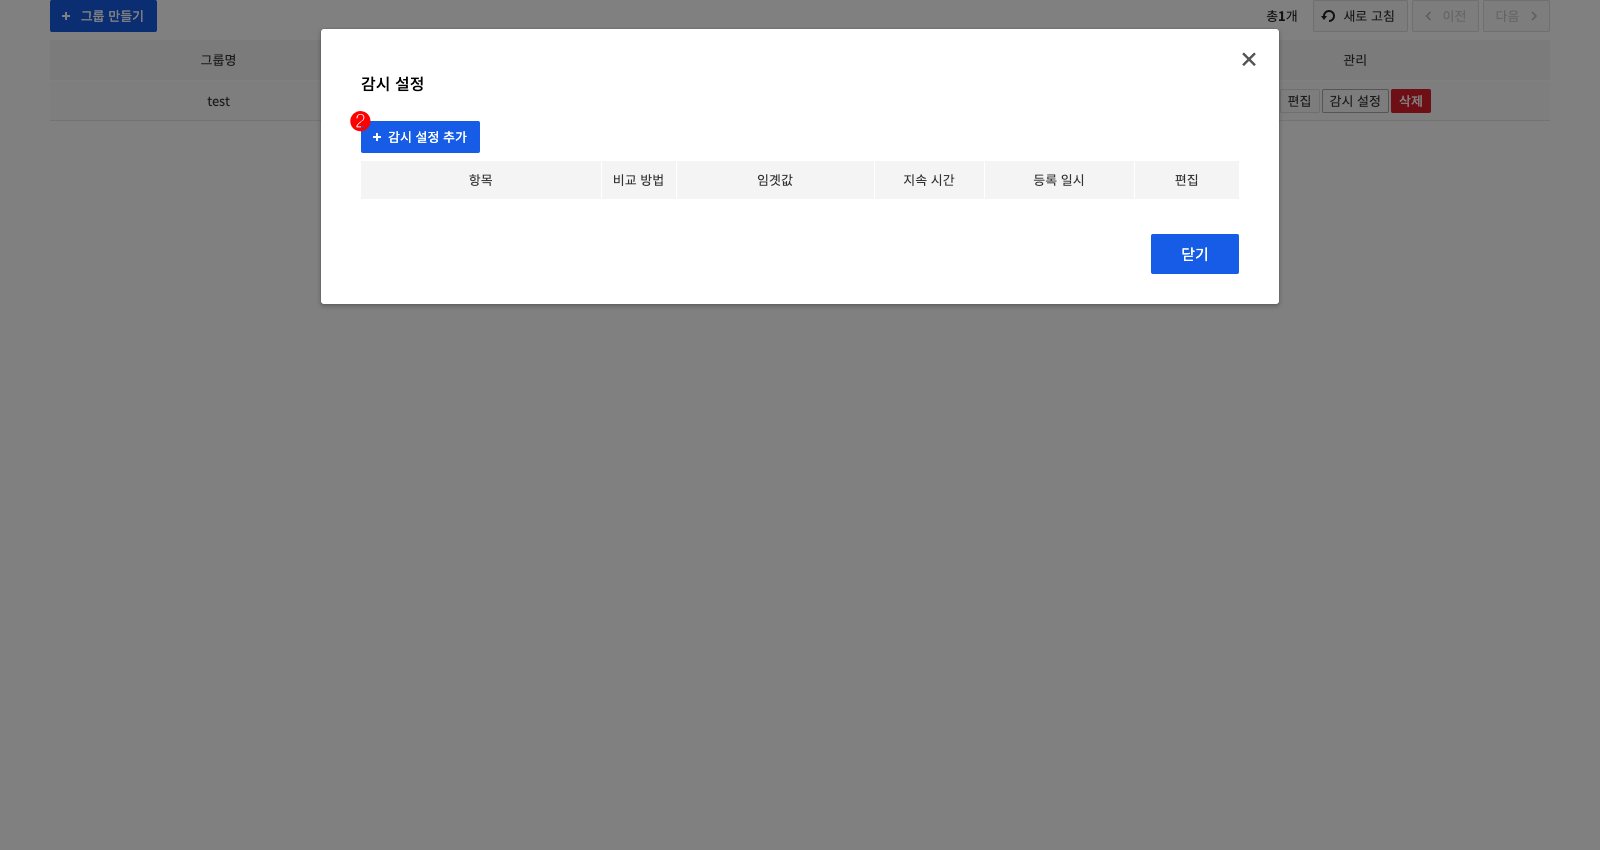 + 그룹 만들기 총1개 새로 고침 이전 다음
그룹명 관리
test 편집 감시 설정 삭제
감시 설정
2
+ 감시 설정 추가
항목 비교 방법 임곗값 지속 시간 등록 일시 편집
닫기